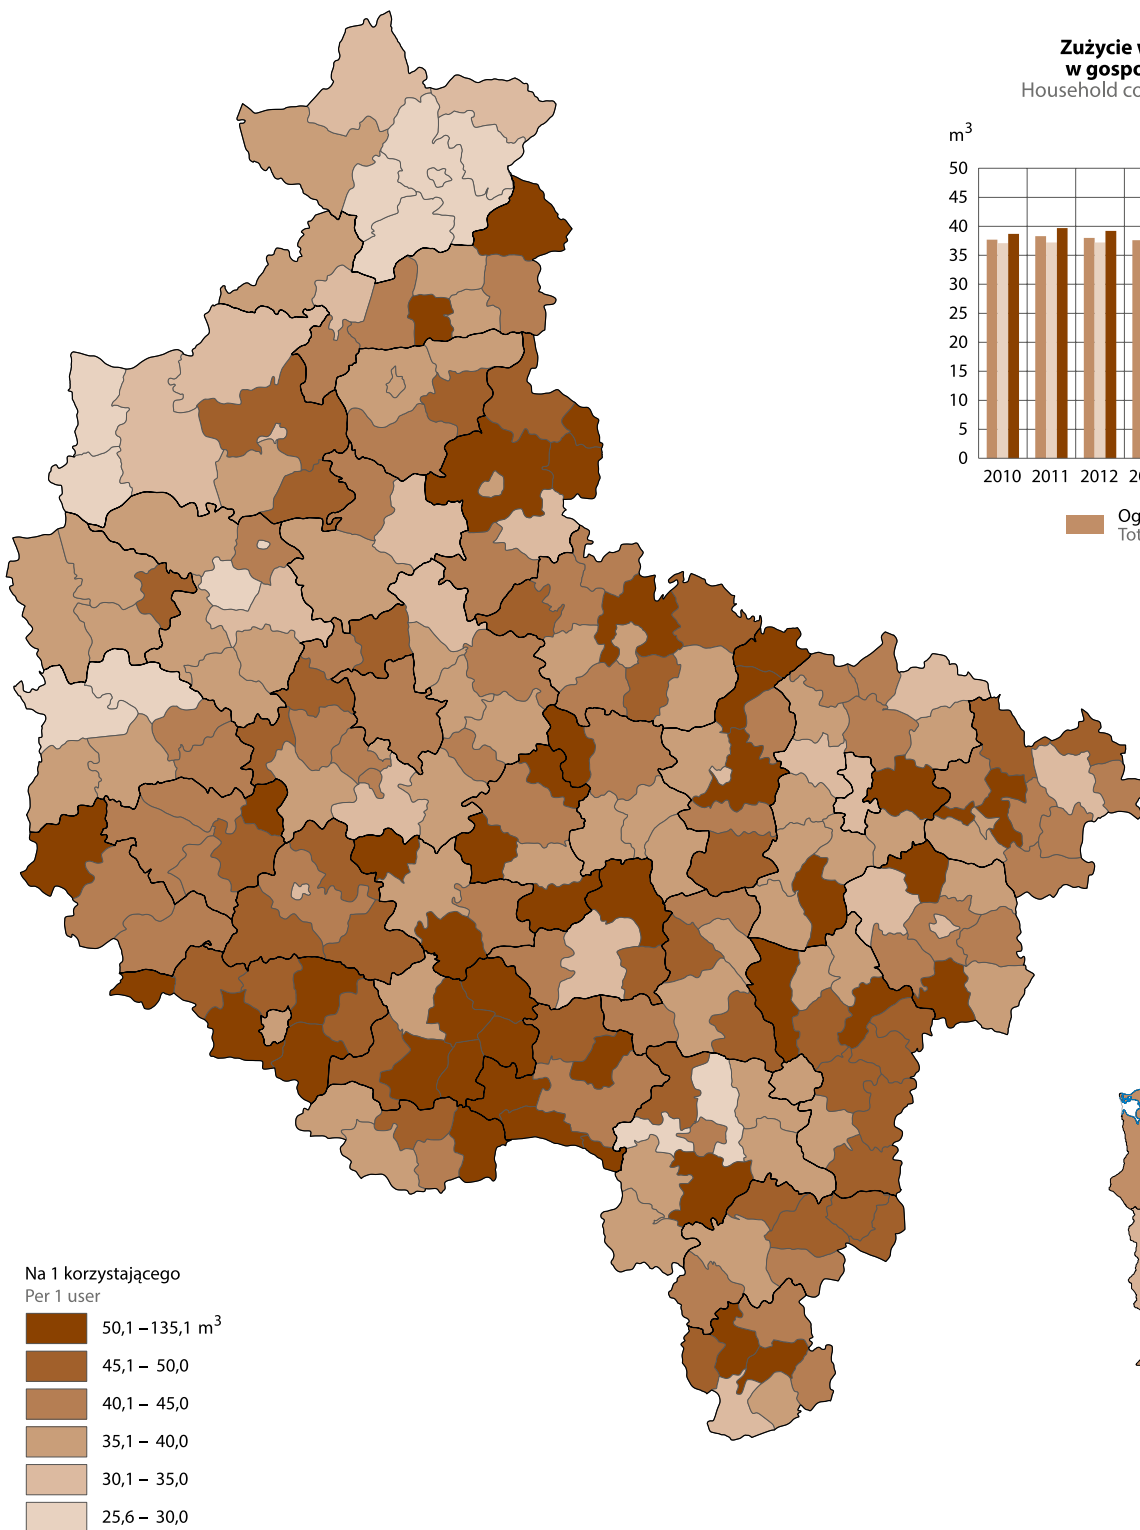 Zużycie
w gospo
Household co
m³
50
45
40
35
30
25
20
15
10
5
0
2010 2011 2012 20
Og
Tot
Na 1 korzystającego
Per 1 user
50,1 – 135,1 m³
45,1 – 50,0
40,1 – 45,0
35,1 – 40,0
30,1 – 35,0
25,6 – 30,0